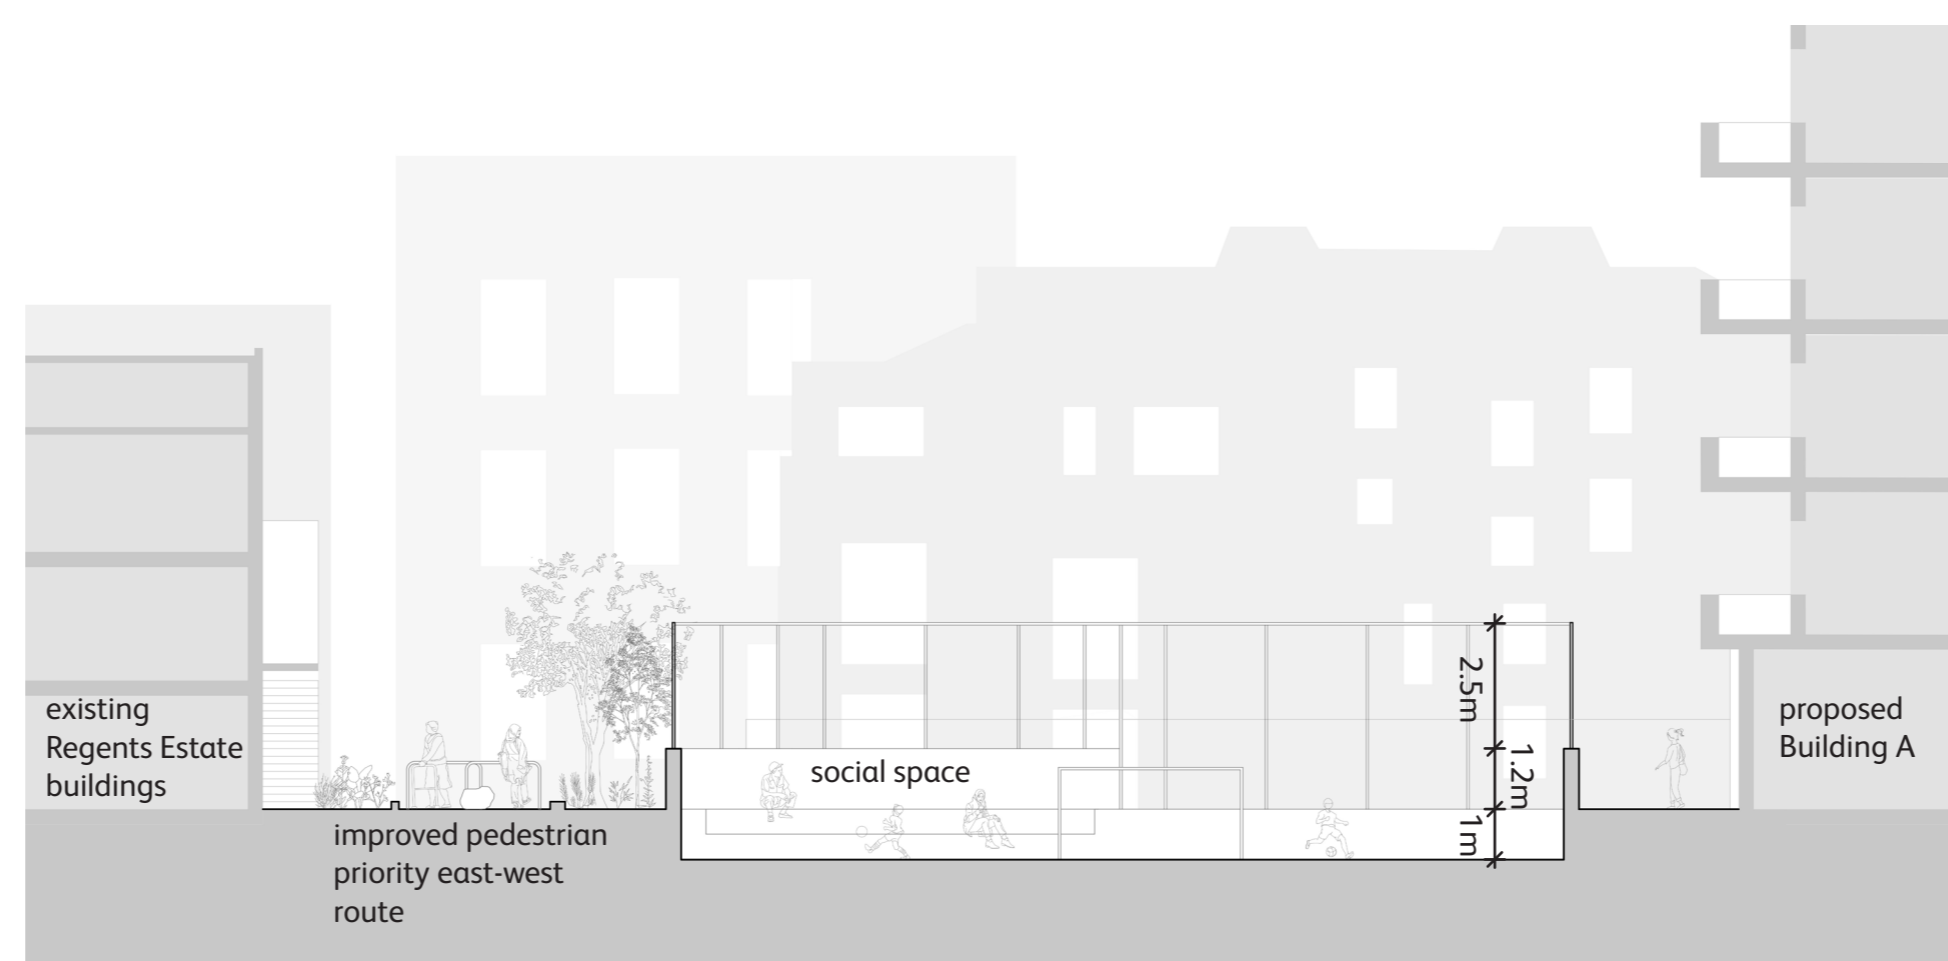 existing
Regents Estate
buildings
improved pedestrian
priority east-west
route
social space
2.5m
1.2m
1m
proposed
Building A